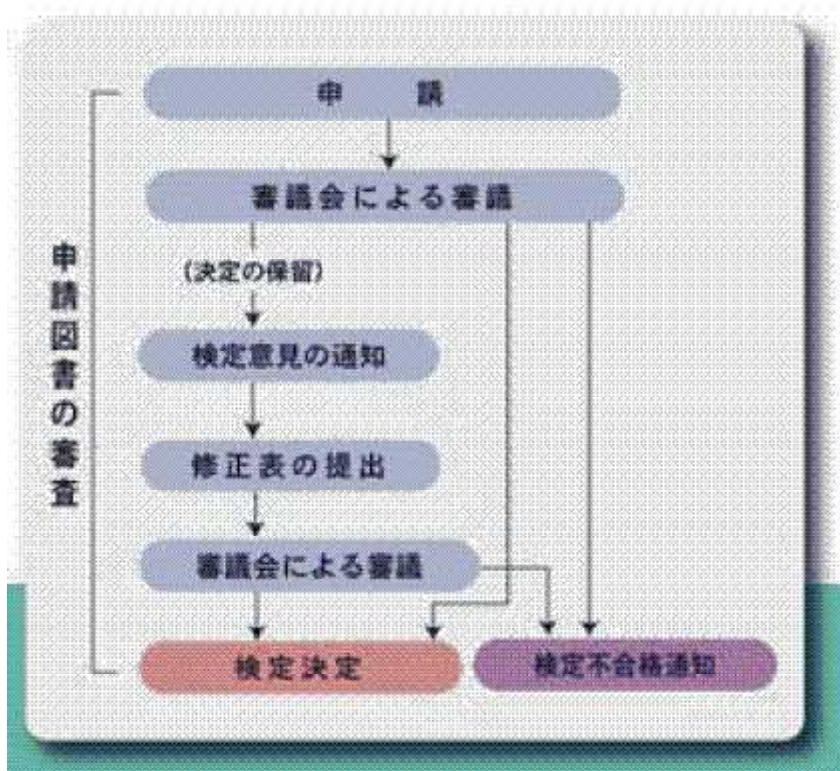 申請
審議会による審議
(決定の保留)
検定意見の通知
修正表の提出
審議会による審議
検定決定
検定不合格通知
申請図書の審査